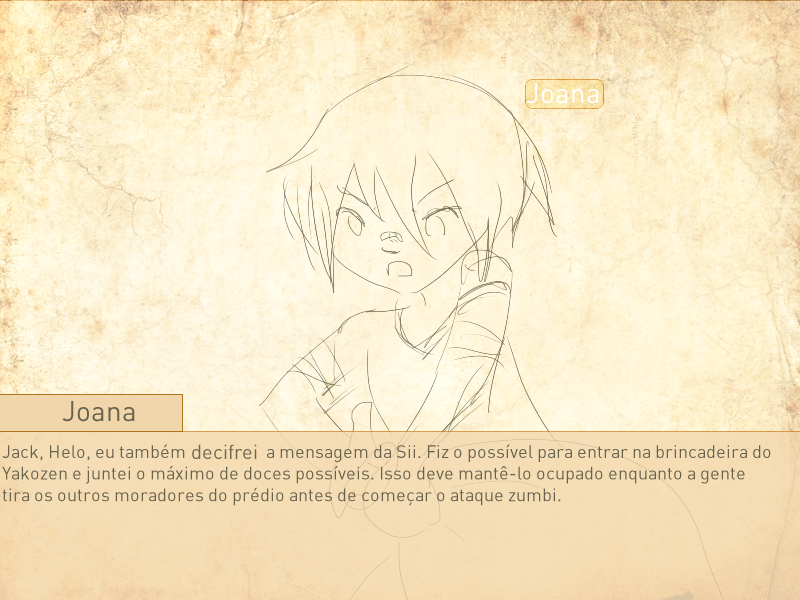 Joana
Joana
Jack, Helo, eu também decifrei a mensagem da Sii. Fiz o possível para entrar na brincadeira do
Yakozen e juntei o máximo de doces possíveis. Isso deve mantê-lo ocupado enquanto a gente
tira os outros moradores do prédio antes de começar o ataque zumbi.